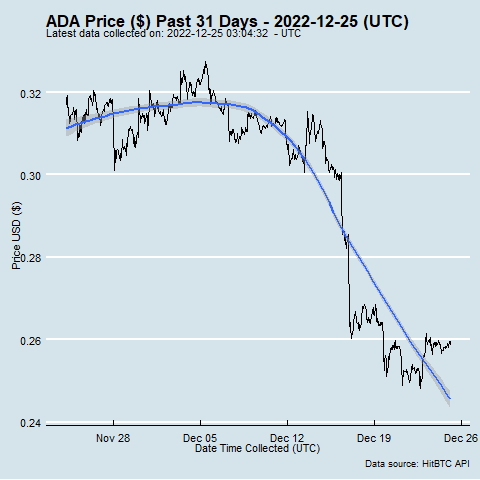 ADA Price ($) Past 31 Days - 2022-12-25 (UTC)
Latest data collected on: 2022-12-25 03:04:32 - UTC
Price USD ($)
0.32
0.30
0.28
0.26
0.24
Nov 28 Dec 05 Dec 12 Dec 19 Dec 26
Date Time Collected (UTC)
Data source: HitBTC API